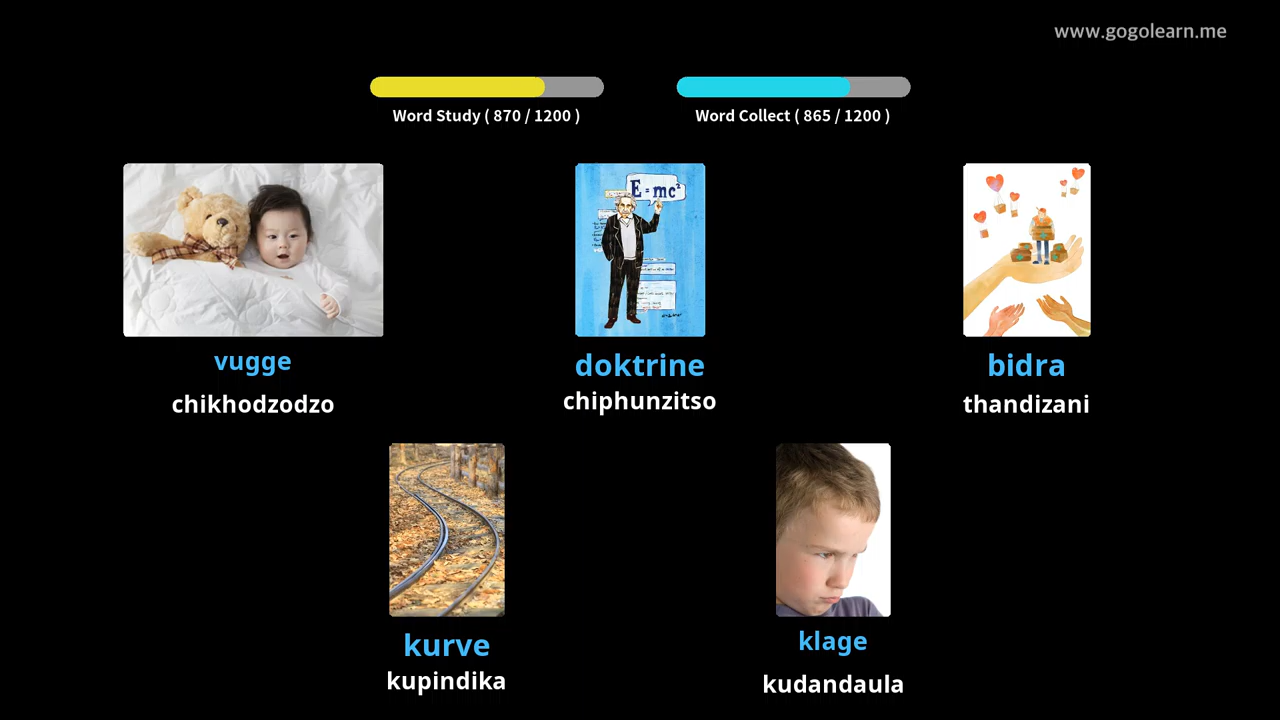 www.gogolearn.me
Word Study ( 870 / 1200 )
Word Collect ( 865 / 1200 )
E=mc²
vugge
doktrine
bidra
chikhodzodzo
chiphunzitso
thandizani
kurve
klage
kupindika
kudandaula